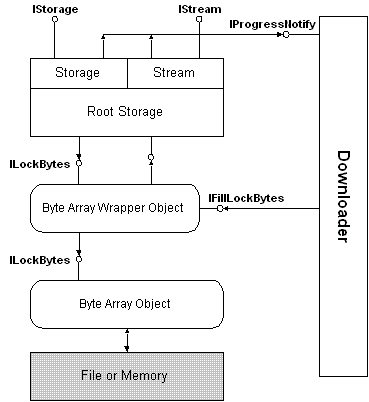 IStorage
IStream
IProgressNotify
Storage
Stream
Root Storage
ILockBytes
Byte Array Wrapper Object
IFillLockBytes
Downloader
ILockBytes
Byte Array Object
File or Memory